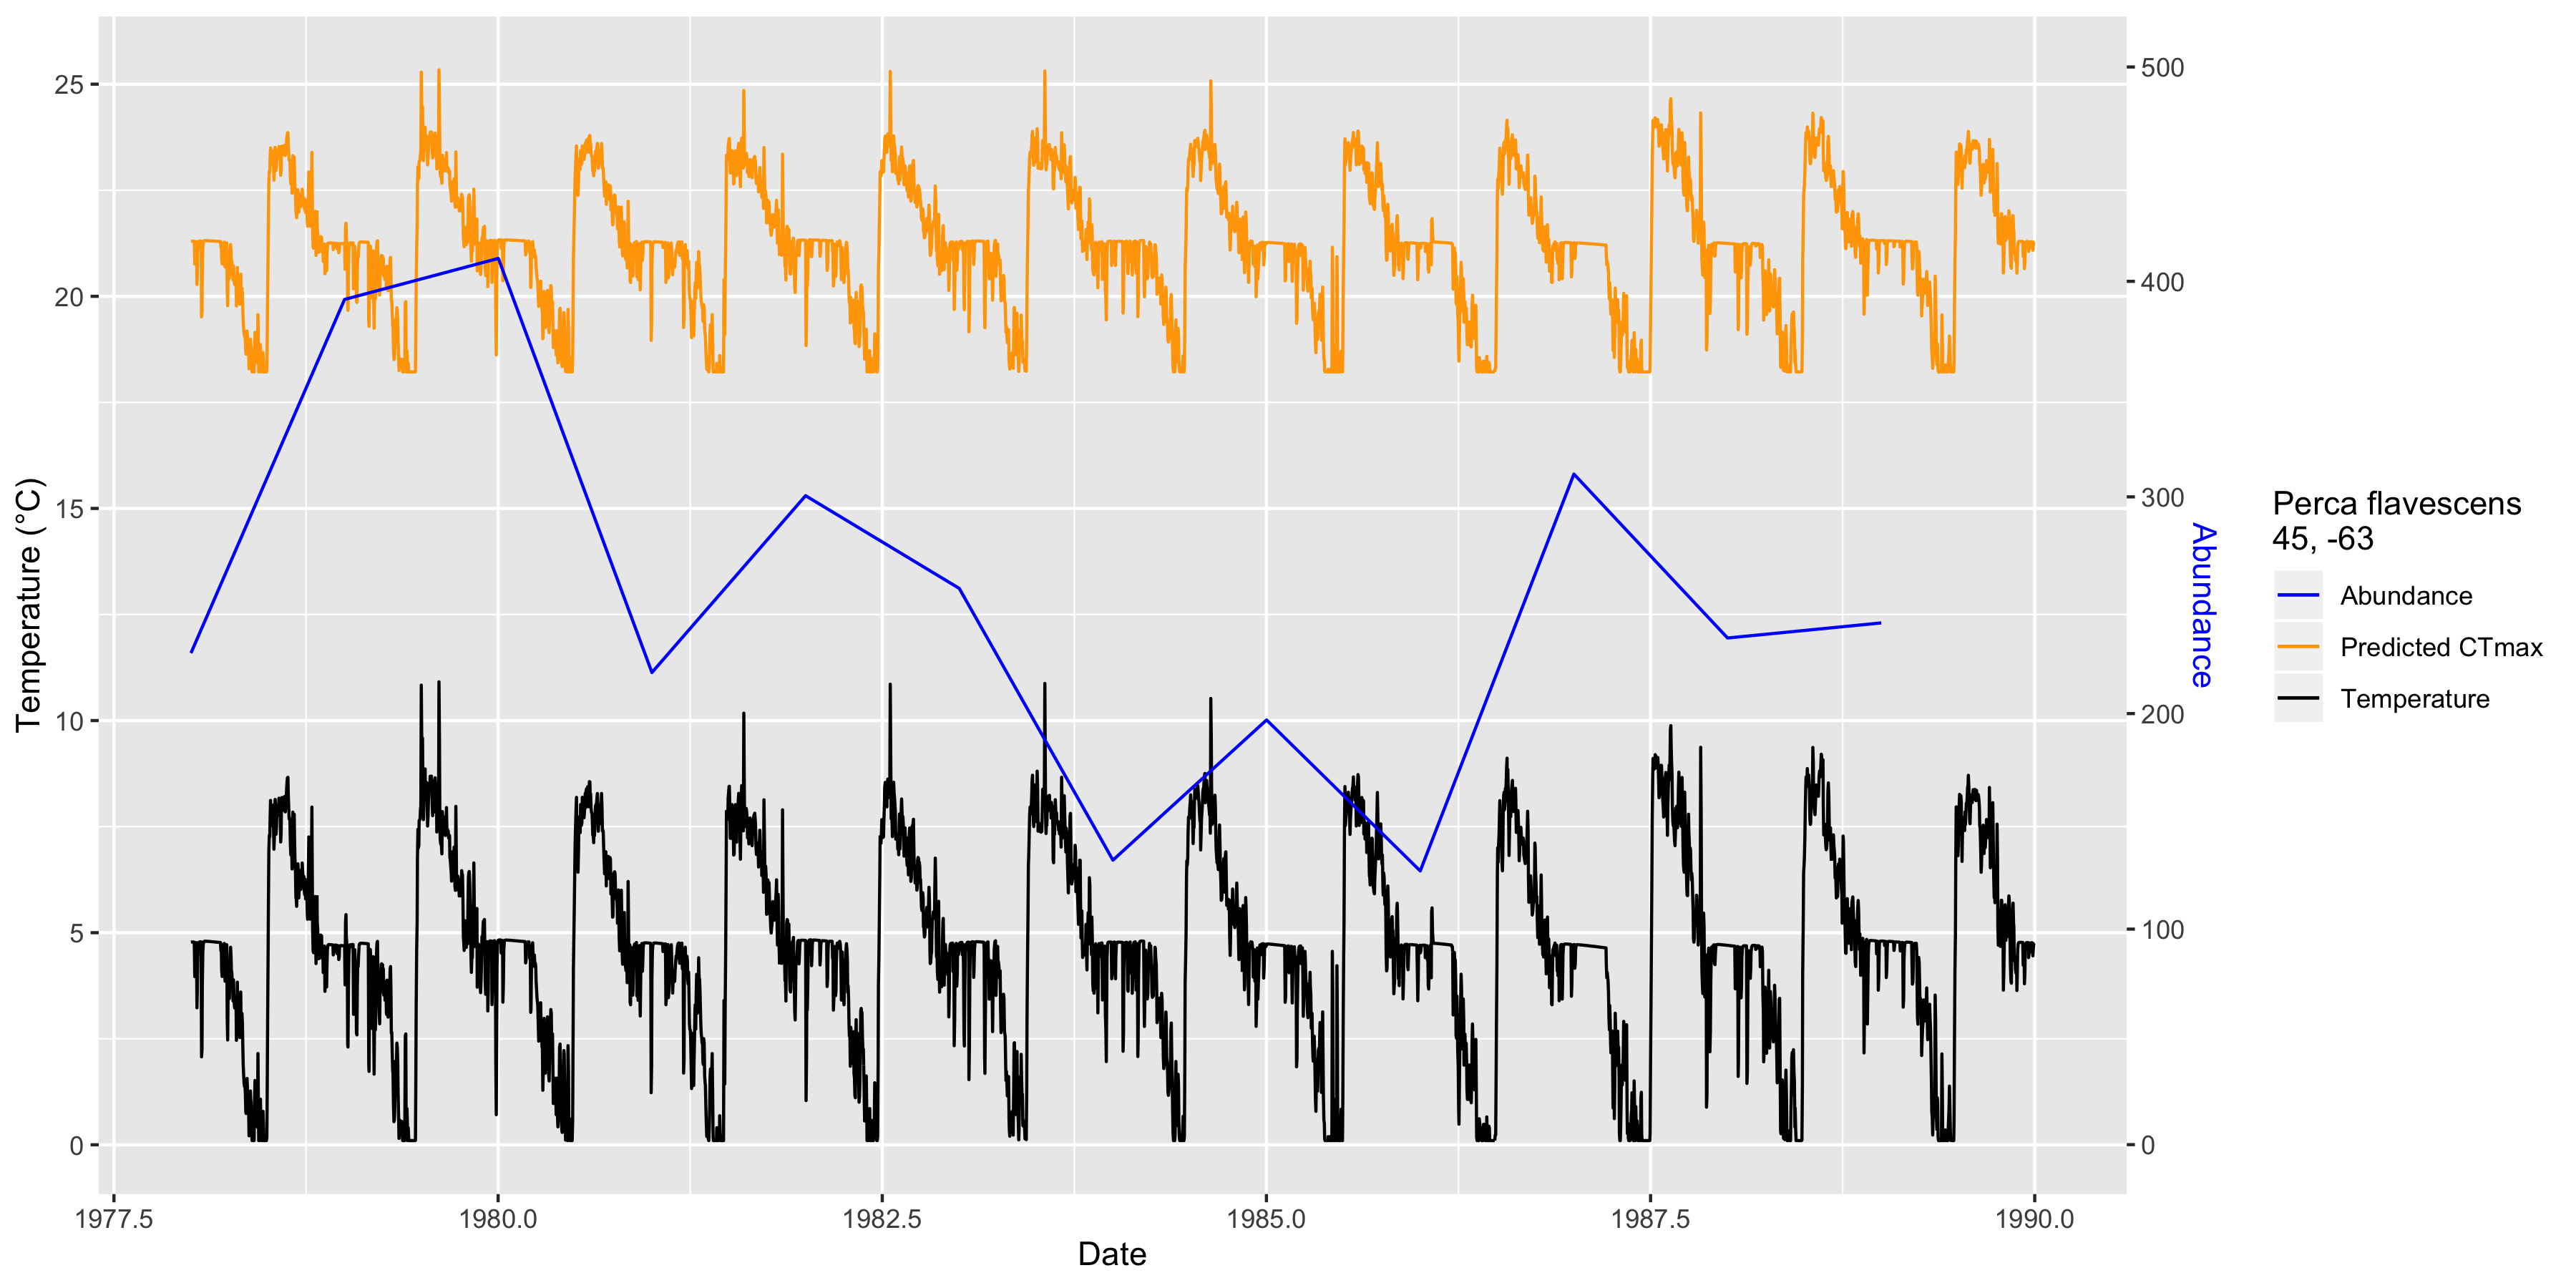 25
20
15
10
5
0
Temperature (°C)
500
400
300
200
100
0
Abundance
1977.5
1980.0
1982.5
1985.0
1987.5
1990.0
Date
Perca flavescens
45, -63
Abundance
Predicted CTmax
Temperature